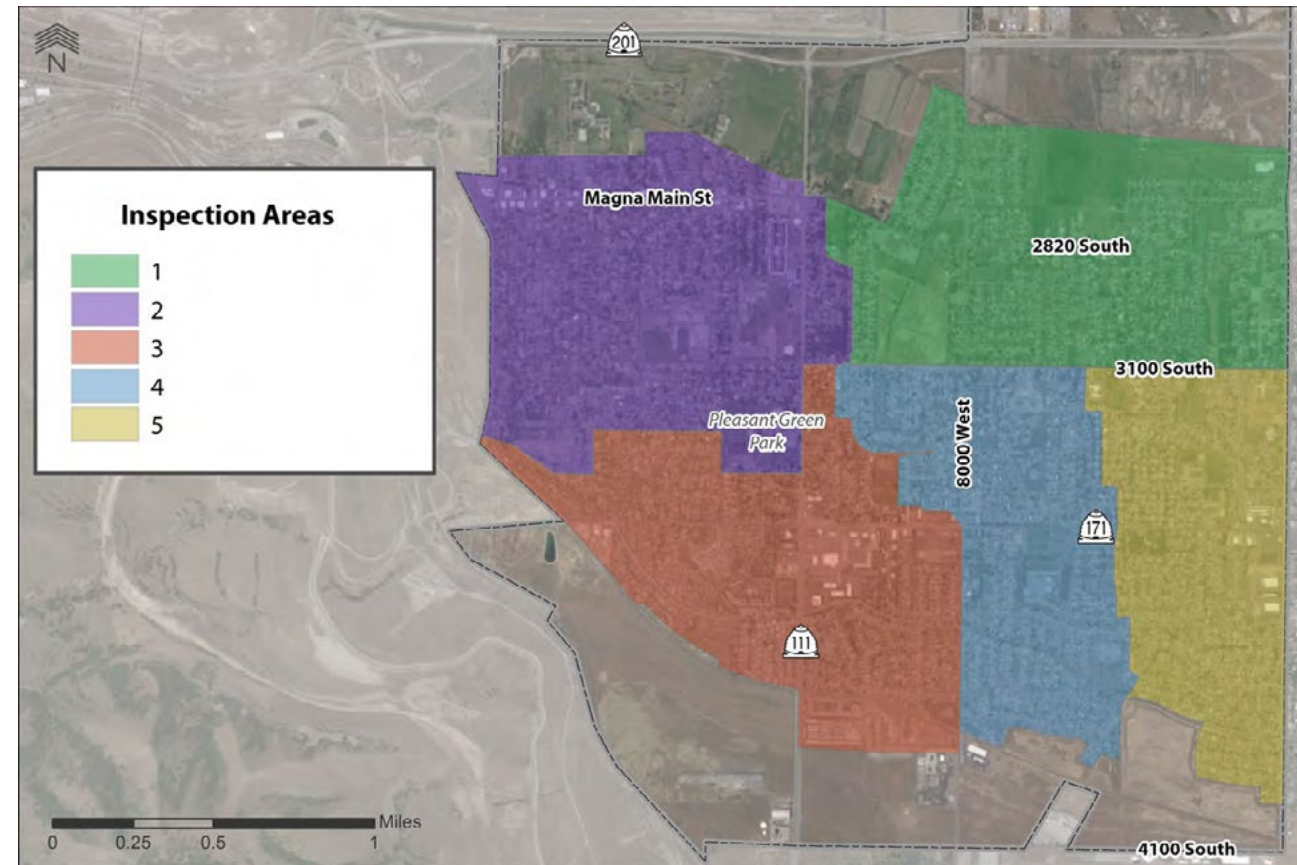 201
N
Inspection Areas
1
2
3
4
5
Magna Main St
2820 South
3100 South
Pleasant Green
Park
8000 West
171
111
Miles
0 0.25 0.5 1
4100 South